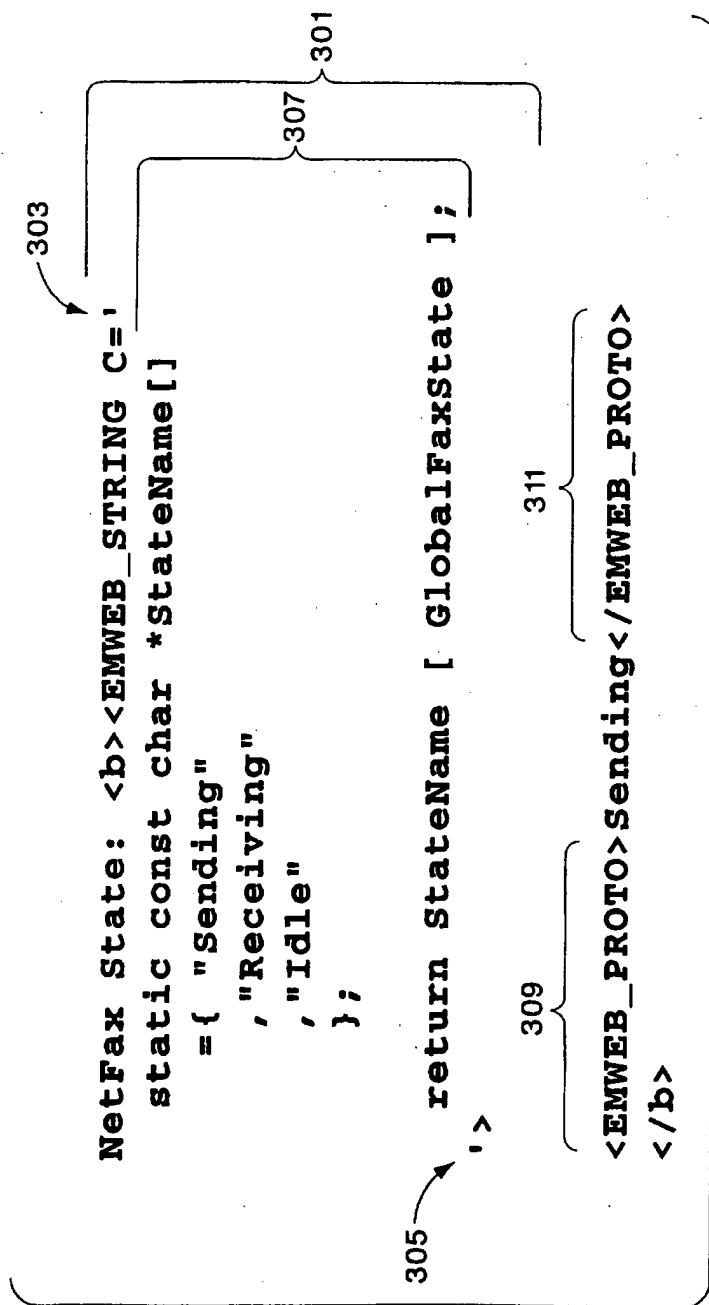 303
NetFax State: <b><EMWEB_STRING C='
static const char *StateName[]
={ "Sending"
, "Receiving"
, "Idle"
};
307
301
return StateName [ GlobalFaxState ];
305
'>
309
311
<EMWEB_PROTO>Sending</EMWEB_PROTO>
</b>